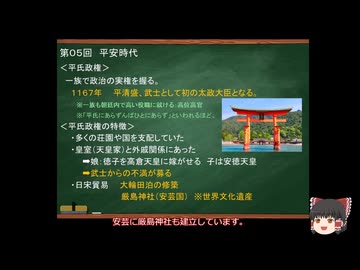 第05回 平安時代
＜平氏政権＞
一族で政治の実権を握る。
1167年 平清盛、武士として初の太政大臣となる。
※一族も朝廷内で高い役職に就ける:高位高官
※「平氏にあらずんばひとにあらず」といわれるほど。
＜平氏政権の特徴＞
・多くの荘園や国を支配していた
・皇室（天皇家）と外戚関係にあった
➡娘:徳子を高倉天皇に嫁がせる 子は安徳天皇
➡武士からの不満が募る
・日宋貿易 大輪田泊の修築
厳島神社（安芸国） ※世界文化遺産
安芸に厳島神社も建立しています。